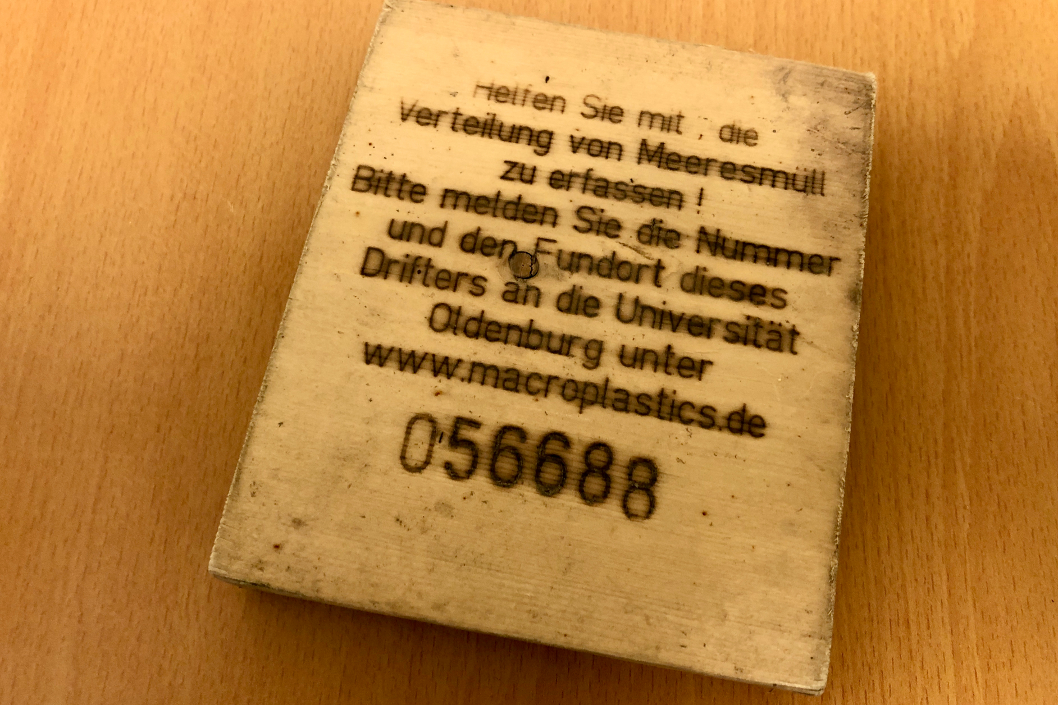 Helfen Sie mit , die
Verteilung von Meeresmüll
zu erfassen !
Bitte melden Sie die Nummer
und den Fundort dieses
Drifters an die Universität
Oldenburg unter
www.macroplastics.de
056688